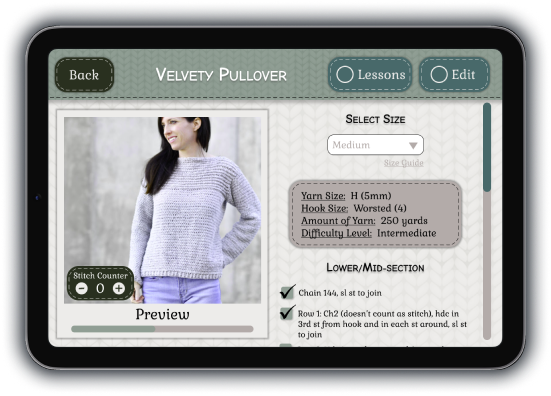 Back
Velvety Pullover
Lessons
Edit
Select Size
Medium
Size Guide
Yarn Size: H (5mm)
Hook Size: Worsted (4)
Amount of Yarn: 250 yards
Difficulty Level: Intermediate
Stitch Counter
0
Preview
Lower/Mid-section
Chain 144, sl st to join
Row 1: Ch2 (doesn't count as stitch), hdc in
3rd st from hook and in each st around, sl st
to join